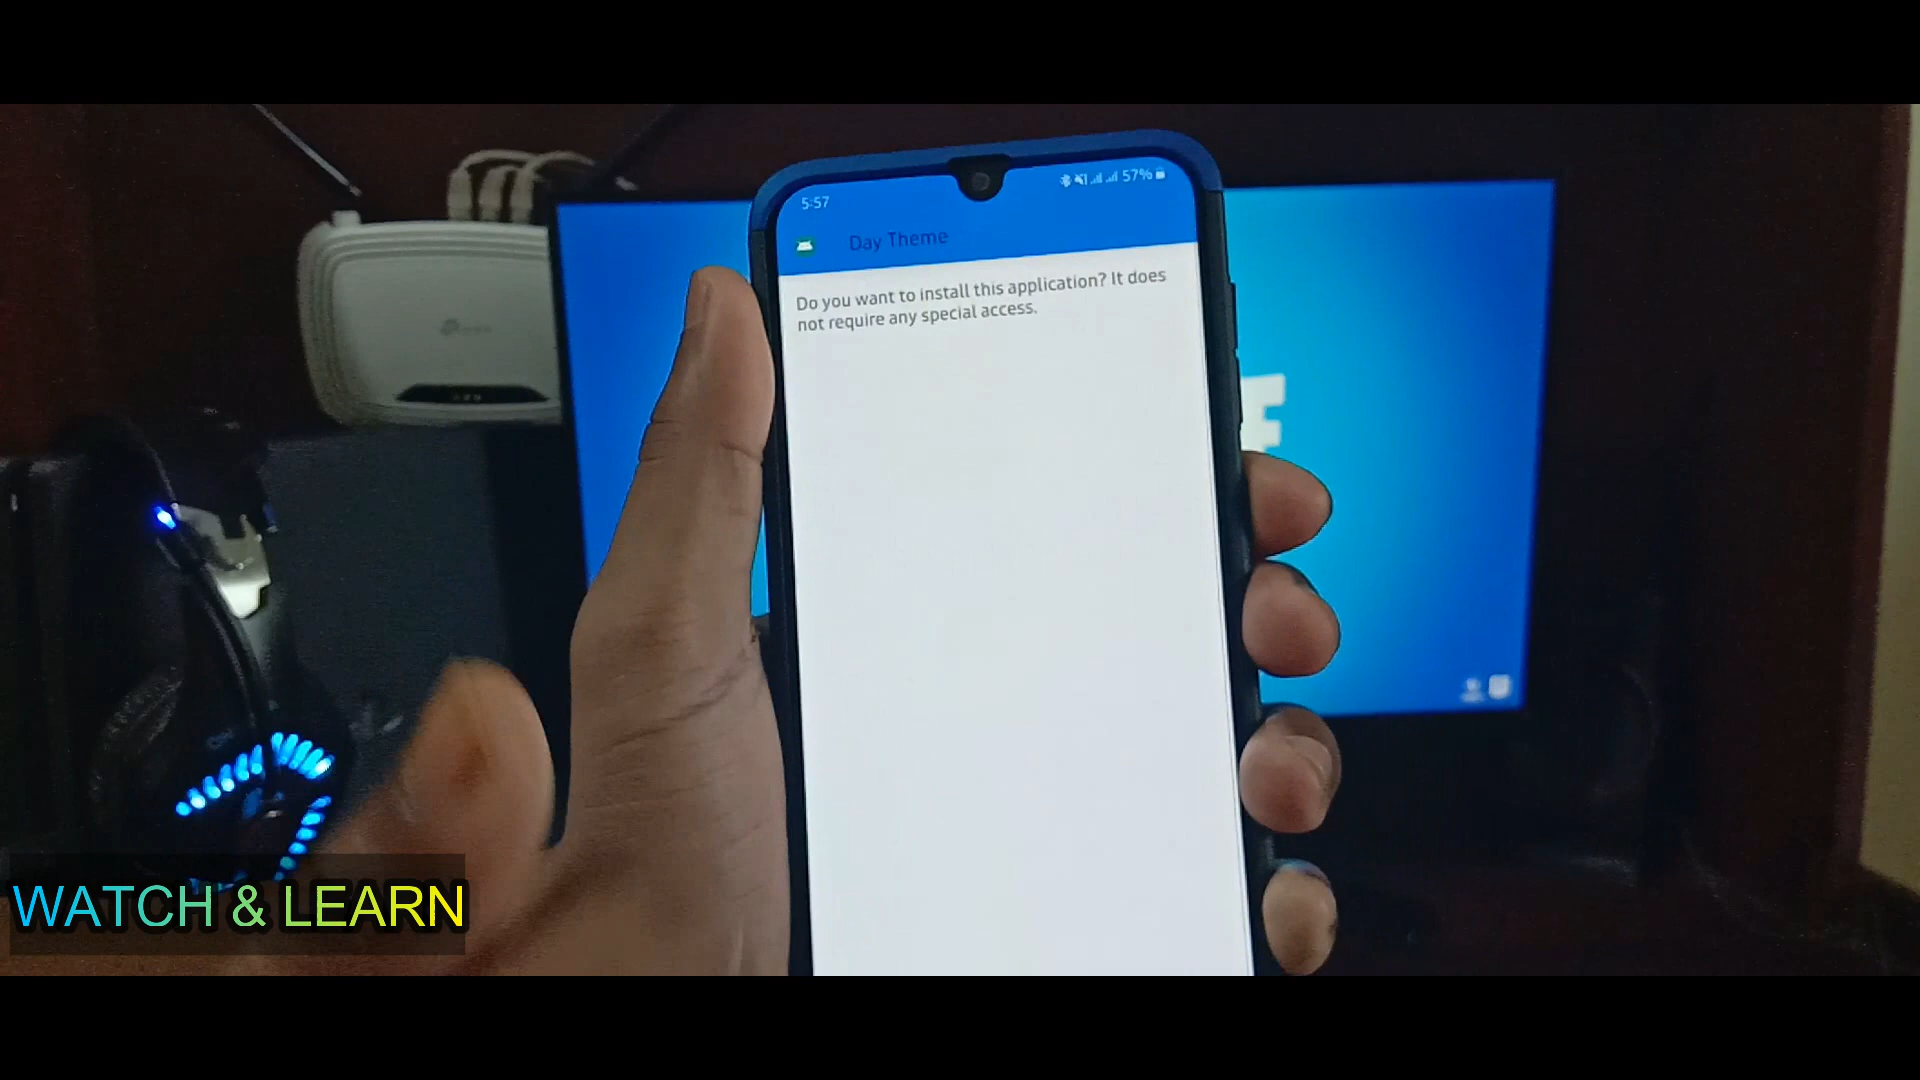 5:57
57%
Day Theme
Do you want to install this application? It does
not require any special access.
WATCH & LEARN